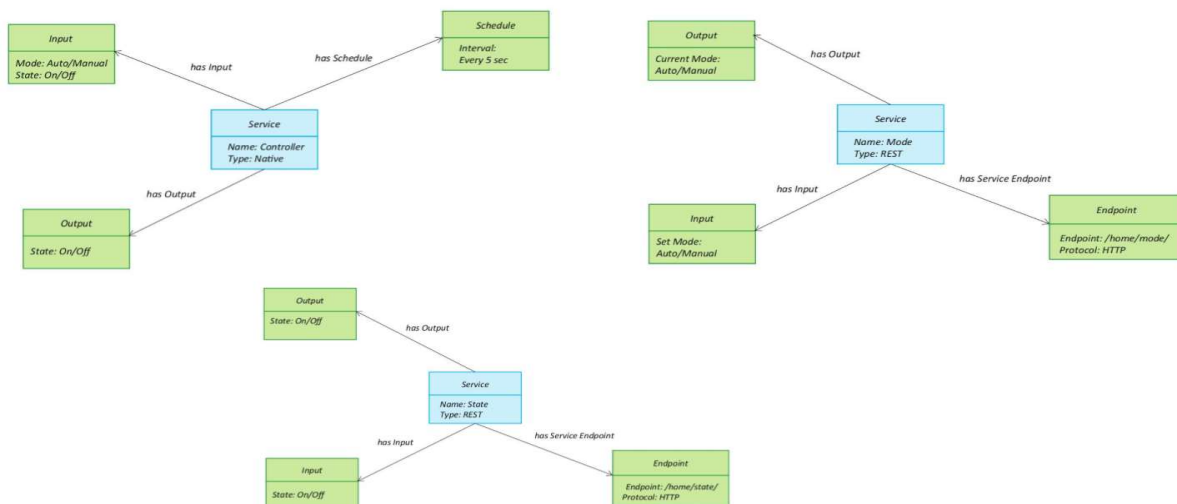 Input
Mode: Auto/Manual
State: On/Off
has Input
has Schedule
Schedule
Interval:
Every 5 sec
Service
Name: Controller
Type: Native
has Output
Output
State: On/Off
Output
Current Mode:
Auto/Manual
has Output
Service
Name: Mode
Type: REST
has Input
has Service Endpoint
Input
Set Mode:
Auto/Manual
Endpoint
Endpoint: /home/mode/
Protocol: HTTP
Output
State: On/Off
has Output
Service
Name: State
Type: REST
has Input
has Service Endpoint
Input
State: On/Off
Endpoint
Endpoint: /home/state/
Protocol: HTTP